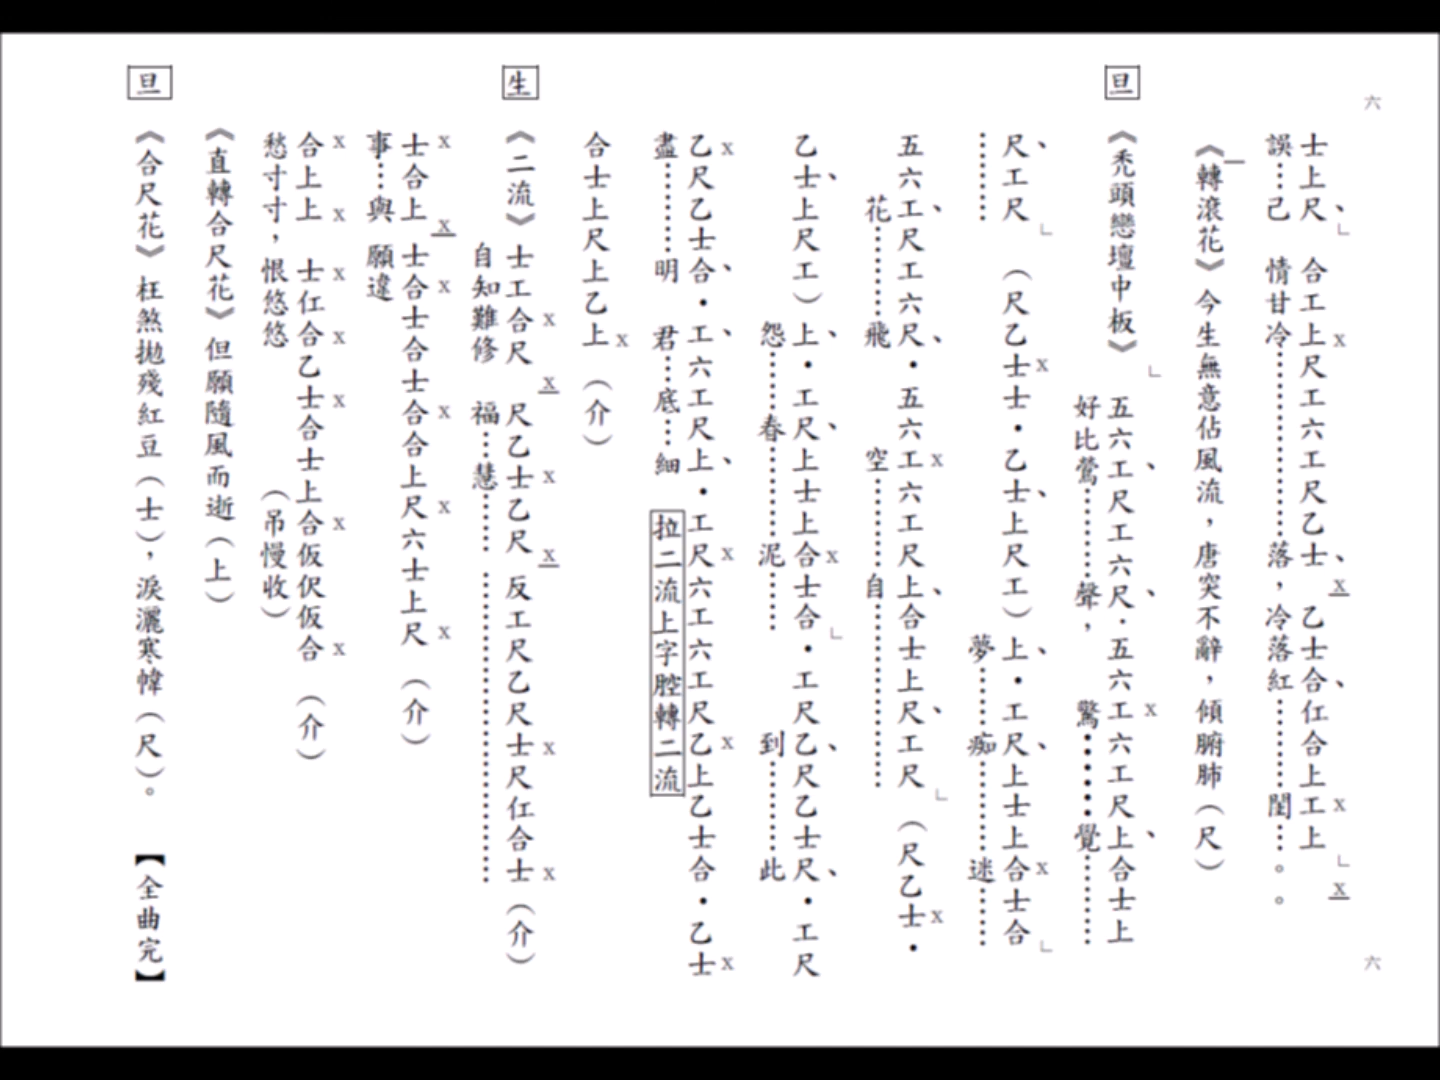 六
士上尺、 合工上尺工六工尺乙士、 乙士合、仜合上工上
誤…己 情甘冷………………落，冷落紅………閨…。。
《轉滾花》今生無意佔風流，唐突不辭，傾腑肺（尺）
旦 《禿頭戀壇中板》 五六工、尺工六尺、．五六工六工尺上、合士上
好比鶯…………聲，驚……覺………
尺、工尺 （尺乙士士．乙士、上尺工）上、．工尺、上士上合士合
……… 夢……痴………迷……
五六工、尺工六尺、．五六工六工尺上、合士上尺、工尺 （尺乙士．
花………飛 空………自………………
乙士、上尺工）上、．工尺、上士上合士合．工尺乙、尺乙士尺、．工尺
怨………春………泥…… 到………此
乙尺乙士合、．工、六工尺上、．工尺六工六工尺乙上乙士合．乙士
盡………明 君…底…細 拉二流上字腔轉二流
合士上尺上乙上 （介）
生 《二流》士工合尺 尺乙士乙尺 反工尺乙尺士尺仜合士 （介）
自知難修 福…慧…… ………………………
士合上 士合士合士合合上尺六士上尺 （介）
事…與 願違
合上上 士仜合乙士合士上合仮伬仮合 （介）
愁寸寸，恨悠悠 （吊慢收）
《直轉合尺花》但願隨風而逝（上）
旦 《合尺花》枉煞拋殘紅豆（士），淚灑寒幃（尺）。 【全曲完】
六